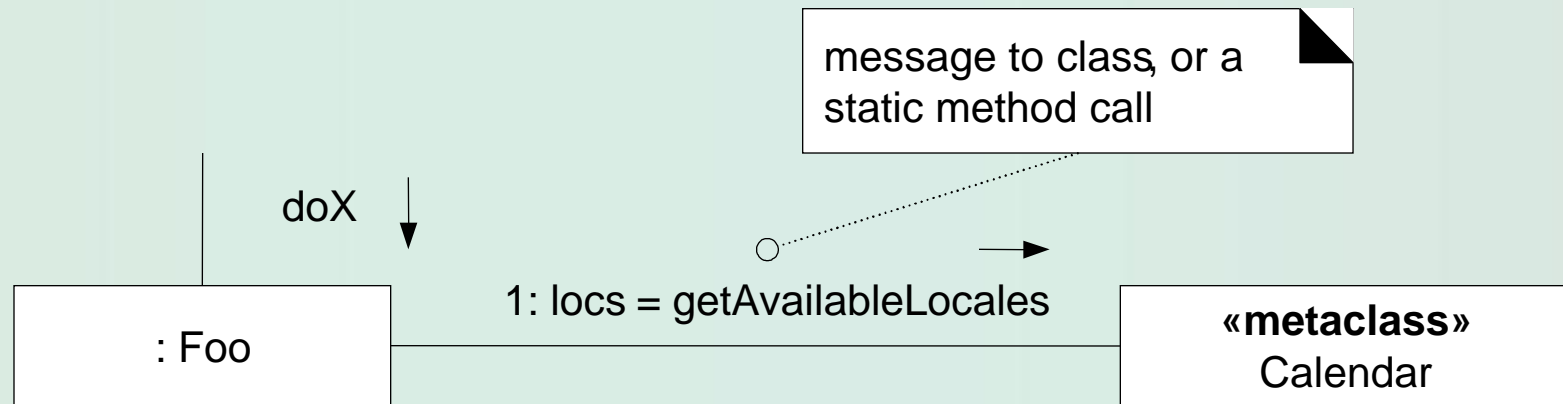 message to class, or a
static method call
doX
1: locs = getAvailableLocales
: Foo
«metaclass»
Calendar